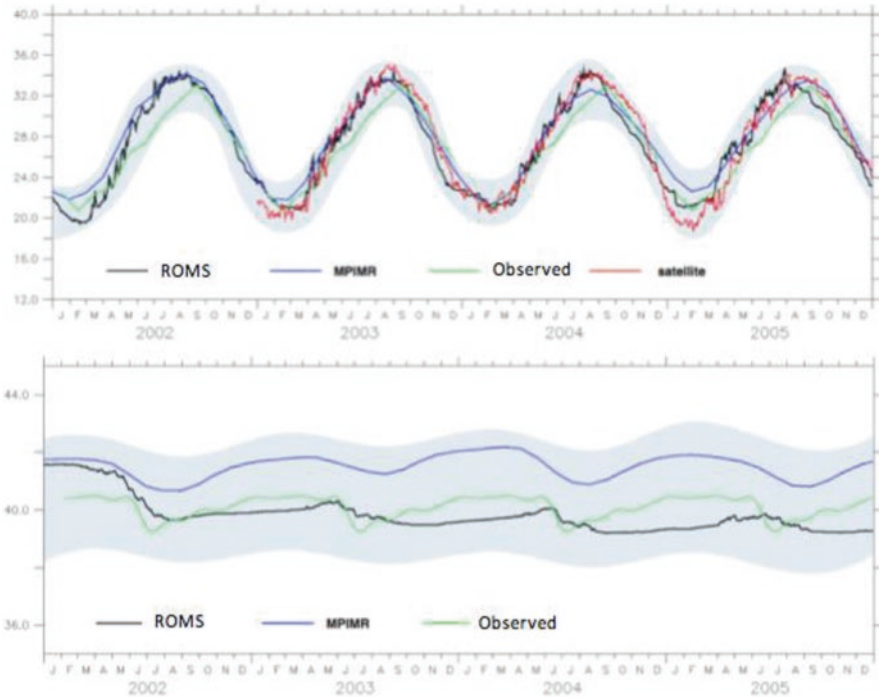 40.0
36.0
32.0
28.0
24.0
20.0
16.0
12.0
ROMS MPIMR Observed satellite
J F M A M J J A S O N D J F M A M J J A S O N D J F M A M J J A S O N D J F M A M J J A S O N D
2002 2003 2004 2005
44.0
40.0
36.0
ROMS MPIMR Observed
J F M A M J J A S O N D J F M A M J J A S O N D J F M A M J J A S O N D J F M A M J J A S O N D
2002 2003 2004 2005